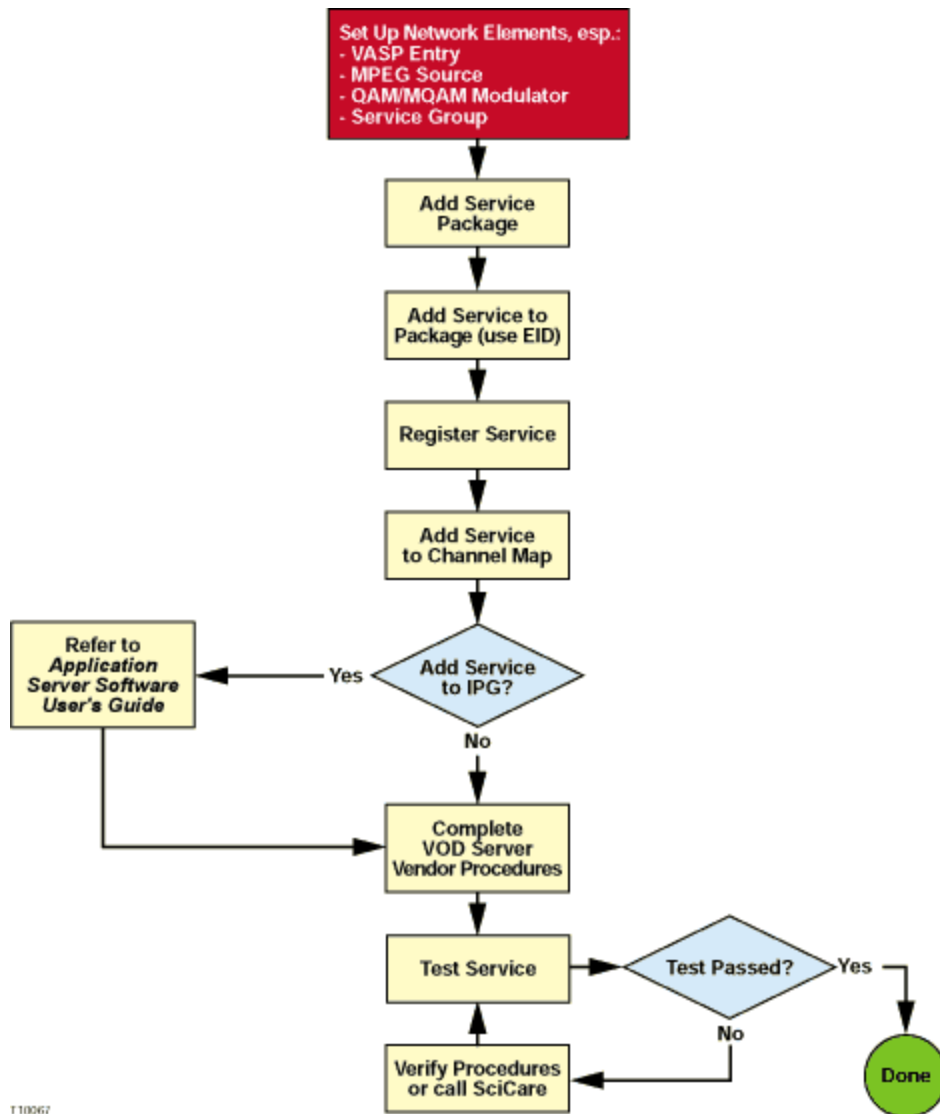 Set Up Network Elements, esp.:
- VASP Entry
- MPEG Source
- QAM/MQAM Modulator
- Service Group
Add Service
Package
Add Service to
Package (use EID)
Register Service
Add Service
to Channel Map
Refer to
Application
Server Software
User's Guide
Yes
Add Service
to IPG?
No
Complete
VOD Server
Vendor Procedures
Test Service
Test Passed?
Yes
No
Verify Procedures
or call SciCare
Done
T10067